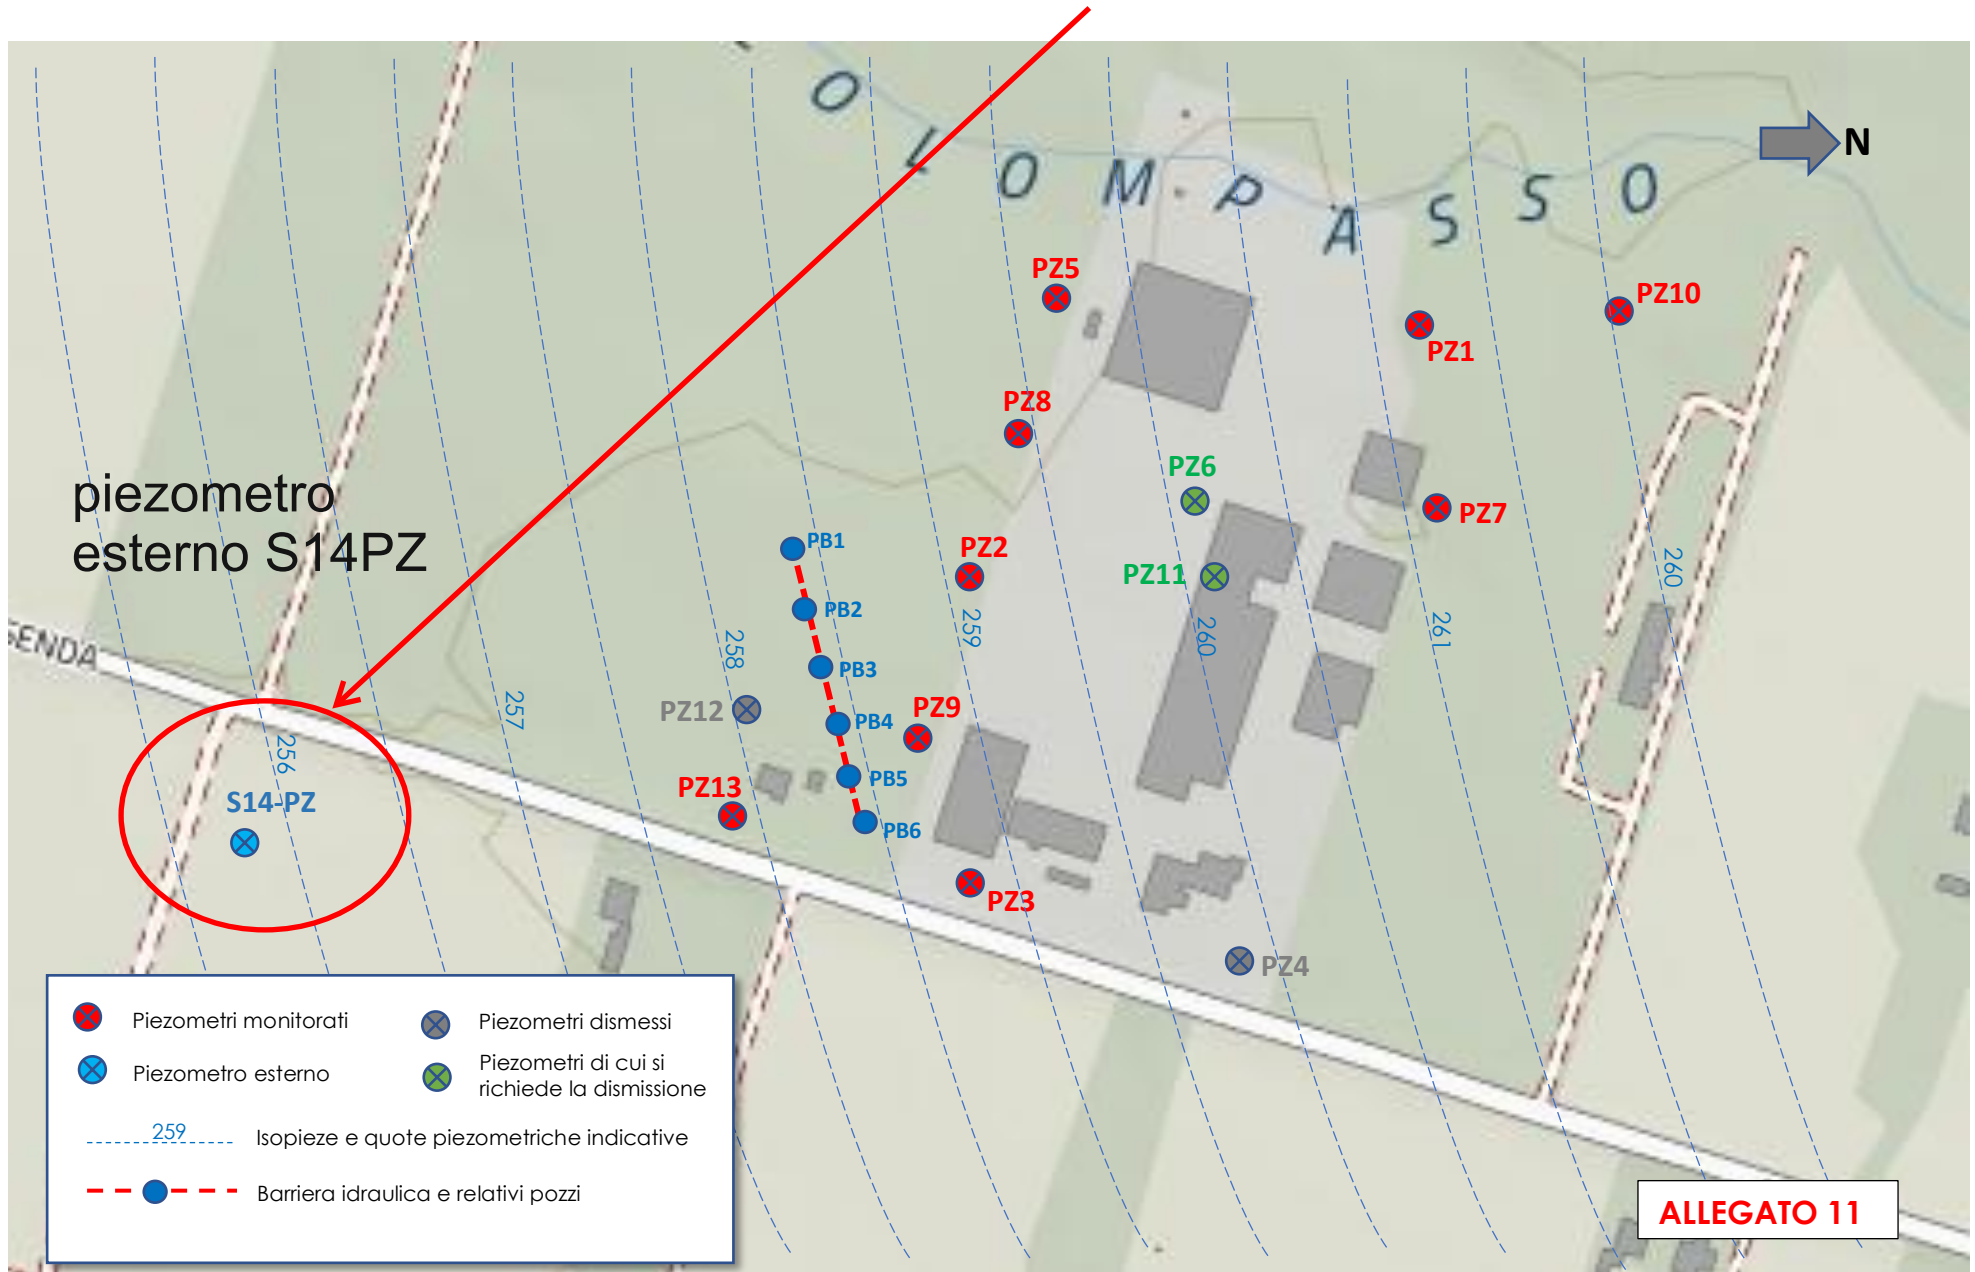 OLOMPASSO
N
PZ5
PZ10
PZ1
PZ8
PZ6
PZ7
piezometro
esterno S14PZ
PB1
PZ2
PZ11
260
PB2
258
259
260
261
SENDA
PB3
PZ12
257
PZ9
PB4
256
PZ13
PB5
S14-PZ
PB6
PZ3
PZ4
Piezometri monitorati
Piezometri dismessi
Piezometro esterno
Piezometri di cui si
richiede la dismissione
259
Isopieze e quote piezometriche indicative
Barriera idraulica e relativi pozzi
ALLEGATO 11